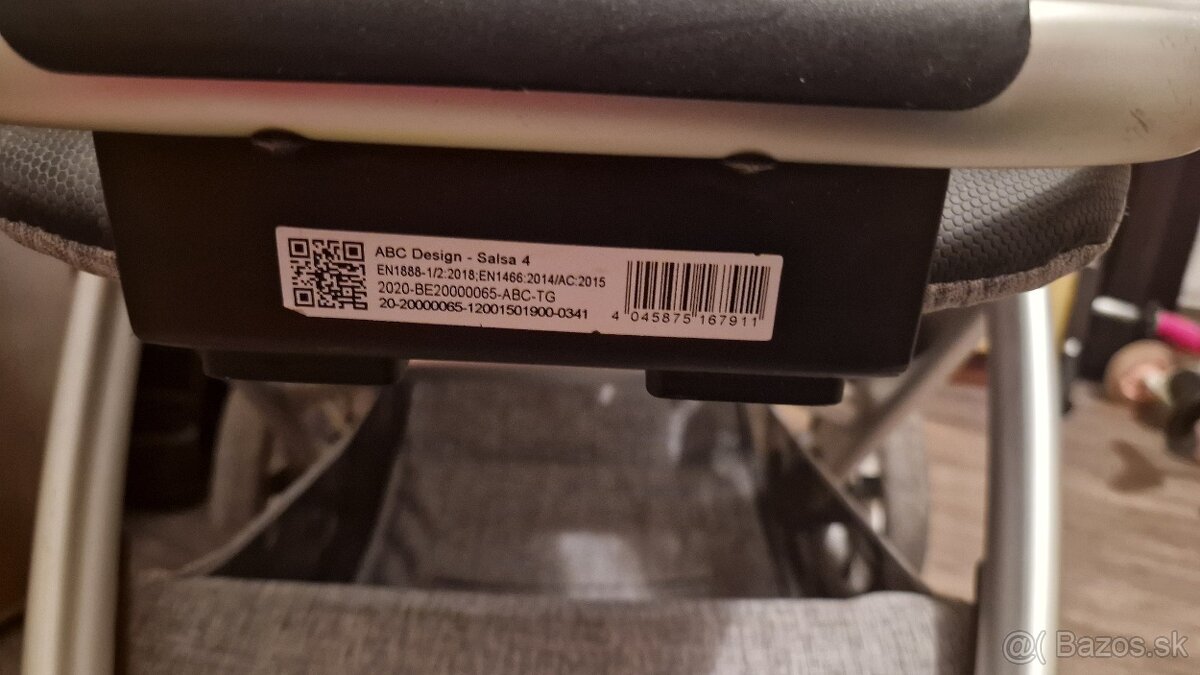 ABC Design - Salsa 4
EN1888-1/2:2018;EN1466:2014/AC:2015
2020-BE20000065-ABC-TG
20-20000065-12001501900-0341
4 045875 167911
@( Bazos.sk